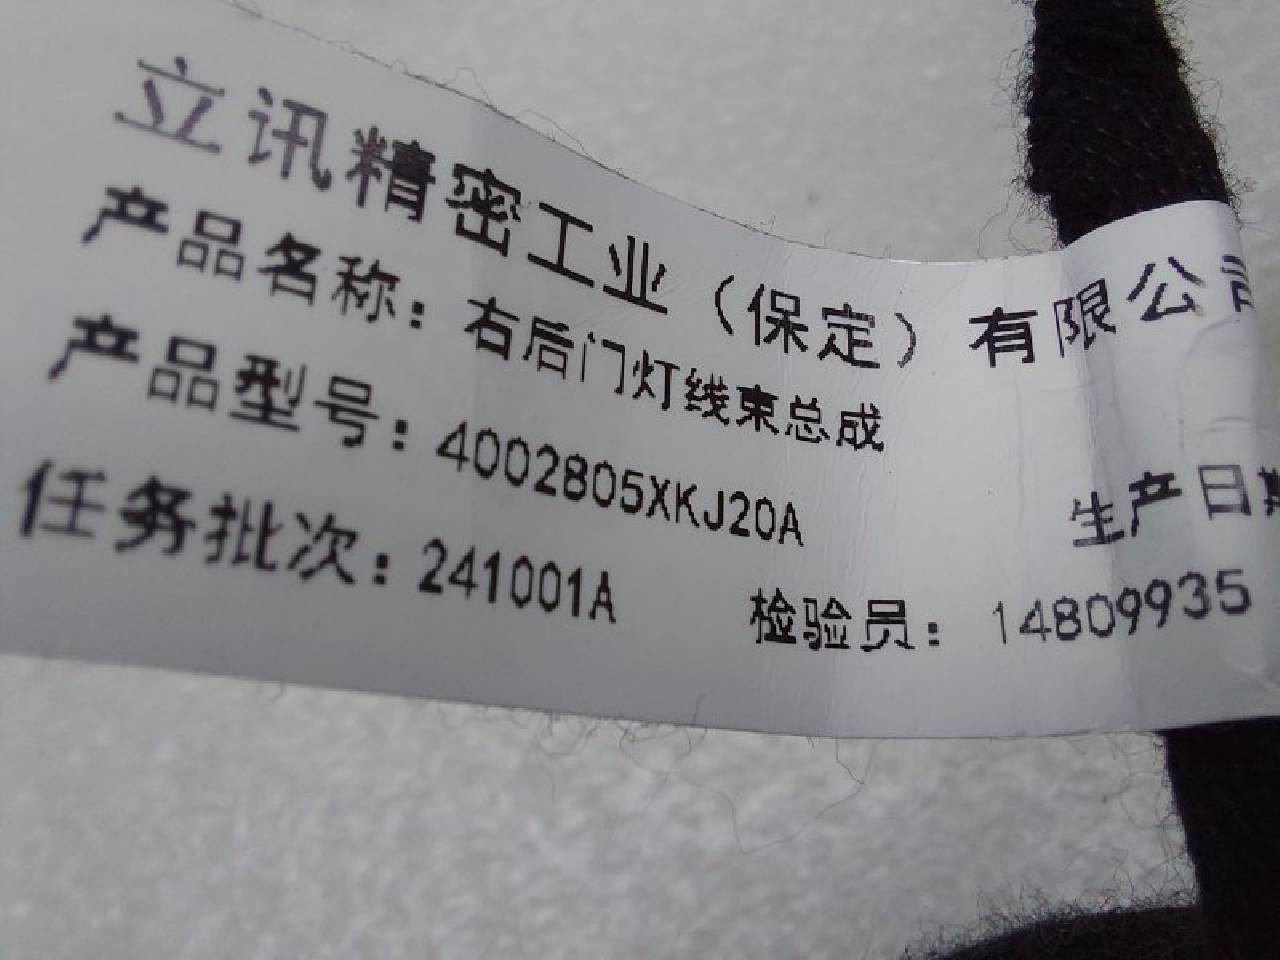 立讯精密工业（保定）有限公司
产品名称：右后门灯线束总成
产品型号：4002805XKJ20A
生产日期
任务批次：241001A 检验员：14809935